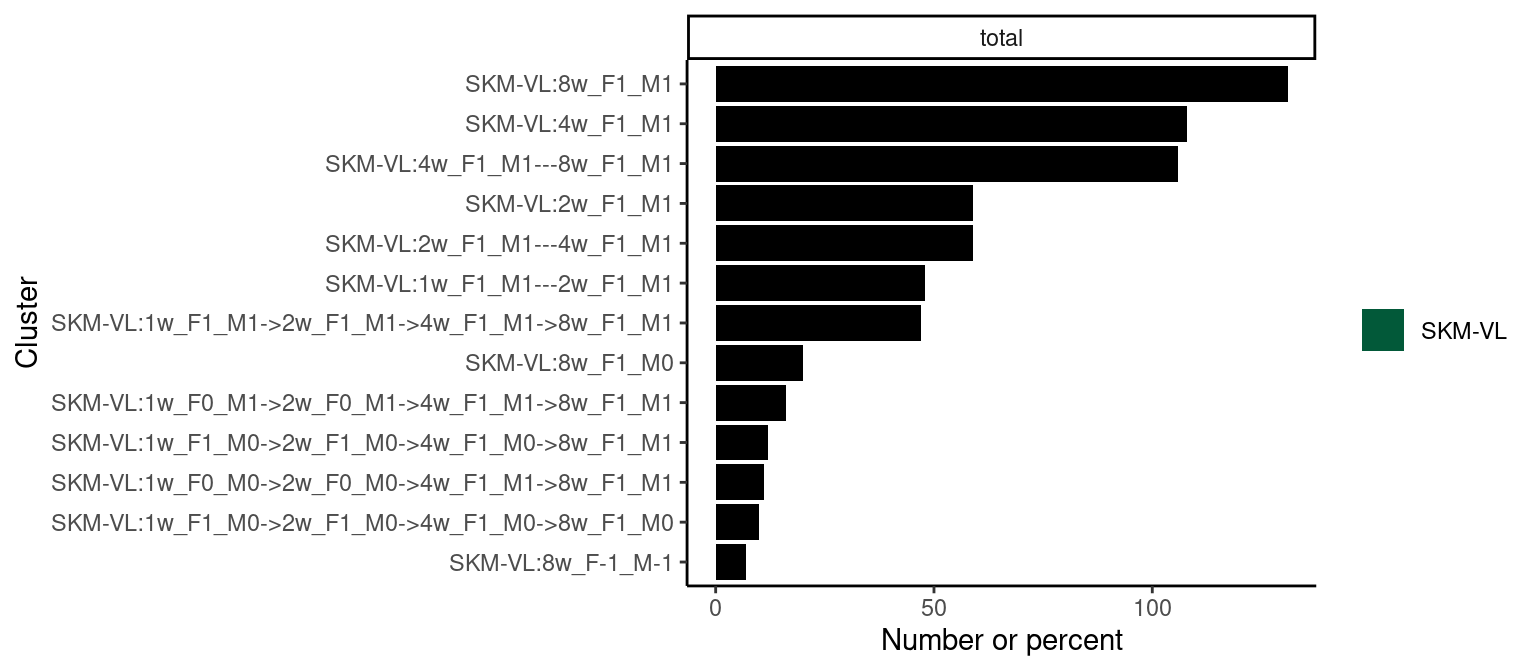 total
SKM-VL:8w_F1_M1
SKM-VL:4w_F1_M1
SKM-VL:4w_F1_M1---8w_F1_M1
SKM-VL:2w_F1_M1
SKM-VL:2w_F1_M1---4w_F1_M1
SKM-VL:1w_F1_M1---2w_F1_M1
SKM-VL:1w_F1_M1->2w_F1_M1->4w_F1_M1->8w_F1_M1
SKM-VL:8w_F1_M0
SKM-VL:1w_F0_M1->2w_F0_M1->4w_F1_M1->8w_F1_M1
SKM-VL:1w_F1_M0->2w_F1_M0->4w_F1_M0->8w_F1_M1
SKM-VL:1w_F0_M0->2w_F0_M0->4w_F1_M1->8w_F1_M1
SKM-VL:1w_F1_M0->2w_F1_M0->4w_F1_M0->8w_F1_M0
SKM-VL:8w_F-1_M-1
Cluster
0 50 100
Number or percent
SKM-VL